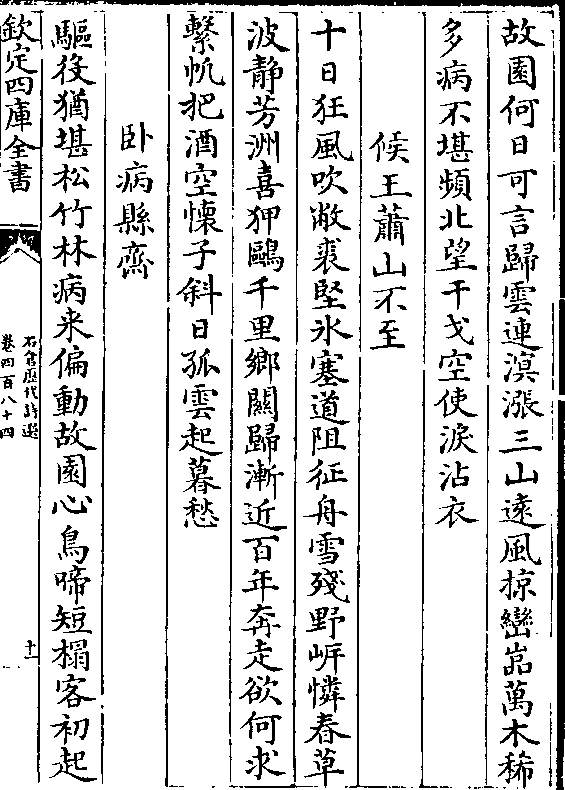 故園何日可言歸雲連溟漲三山遠風掠巒嵓萬木稀
多病不堪頻北望干戈空使淚沾衣
候王蕭山不至
十日狂風吹敝裘堅氷塞道阻征舟雪殘野岸憐春草
波静芳洲喜狎鷗千里鄉關歸漸近百年奔走欲何求
繫帆把酒空懐子斜日孤雲起暮愁
卧病縣齋
驅役猶堪松竹林病来偏動故園心鳥啼短榻客初起
欽定四庫全書
石倉歴代詩選
卷四百八十四
十一